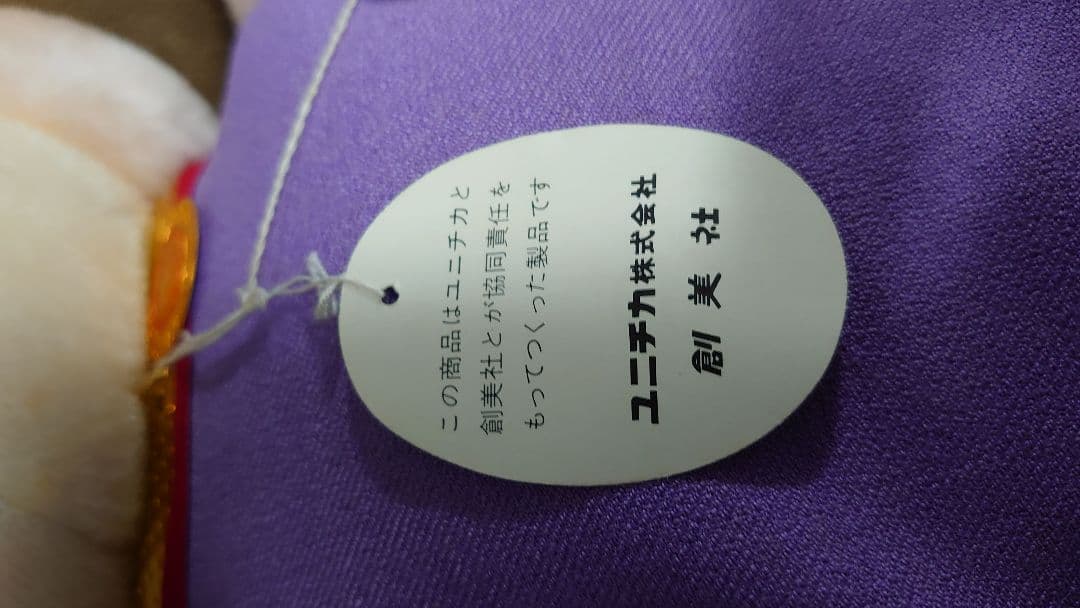 この商品はユニチカと
創美社とが協同責任を
もってつくった製品です
ユニチカ株式会社
創美社